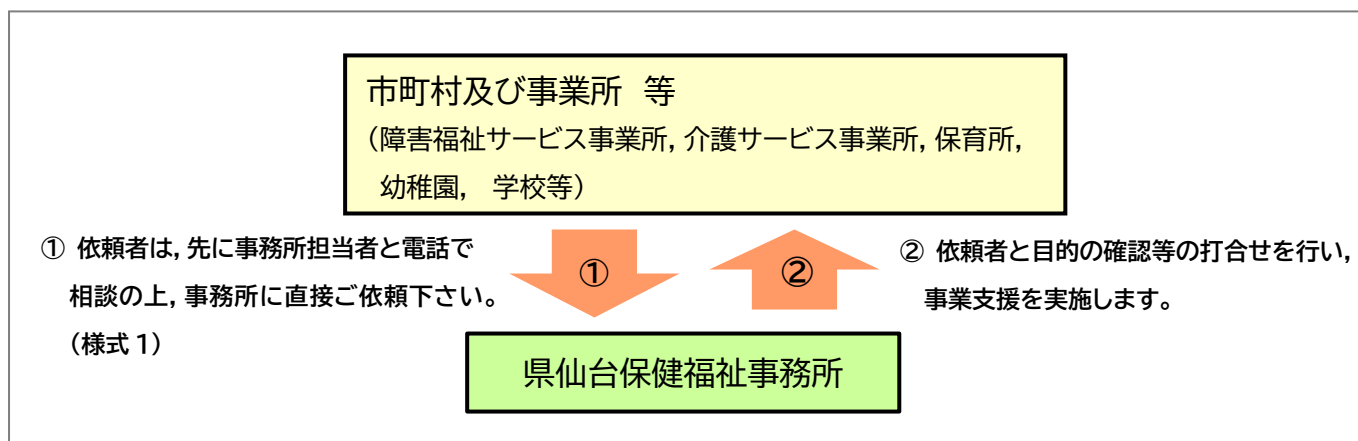 市町村及び事業所 等
(障害福祉サービス事業所,介護サービス事業所,保育所,
幼稚園, 学校等)
① 依頼者は,先に事務所担当者と電話で
相談の上,事務所に直接ご依頼下さい。
(様式1)
①
②
② 依頼者と目的の確認等の打合せを行い,
事業支援を実施します。
県仙台保健福祉事務所